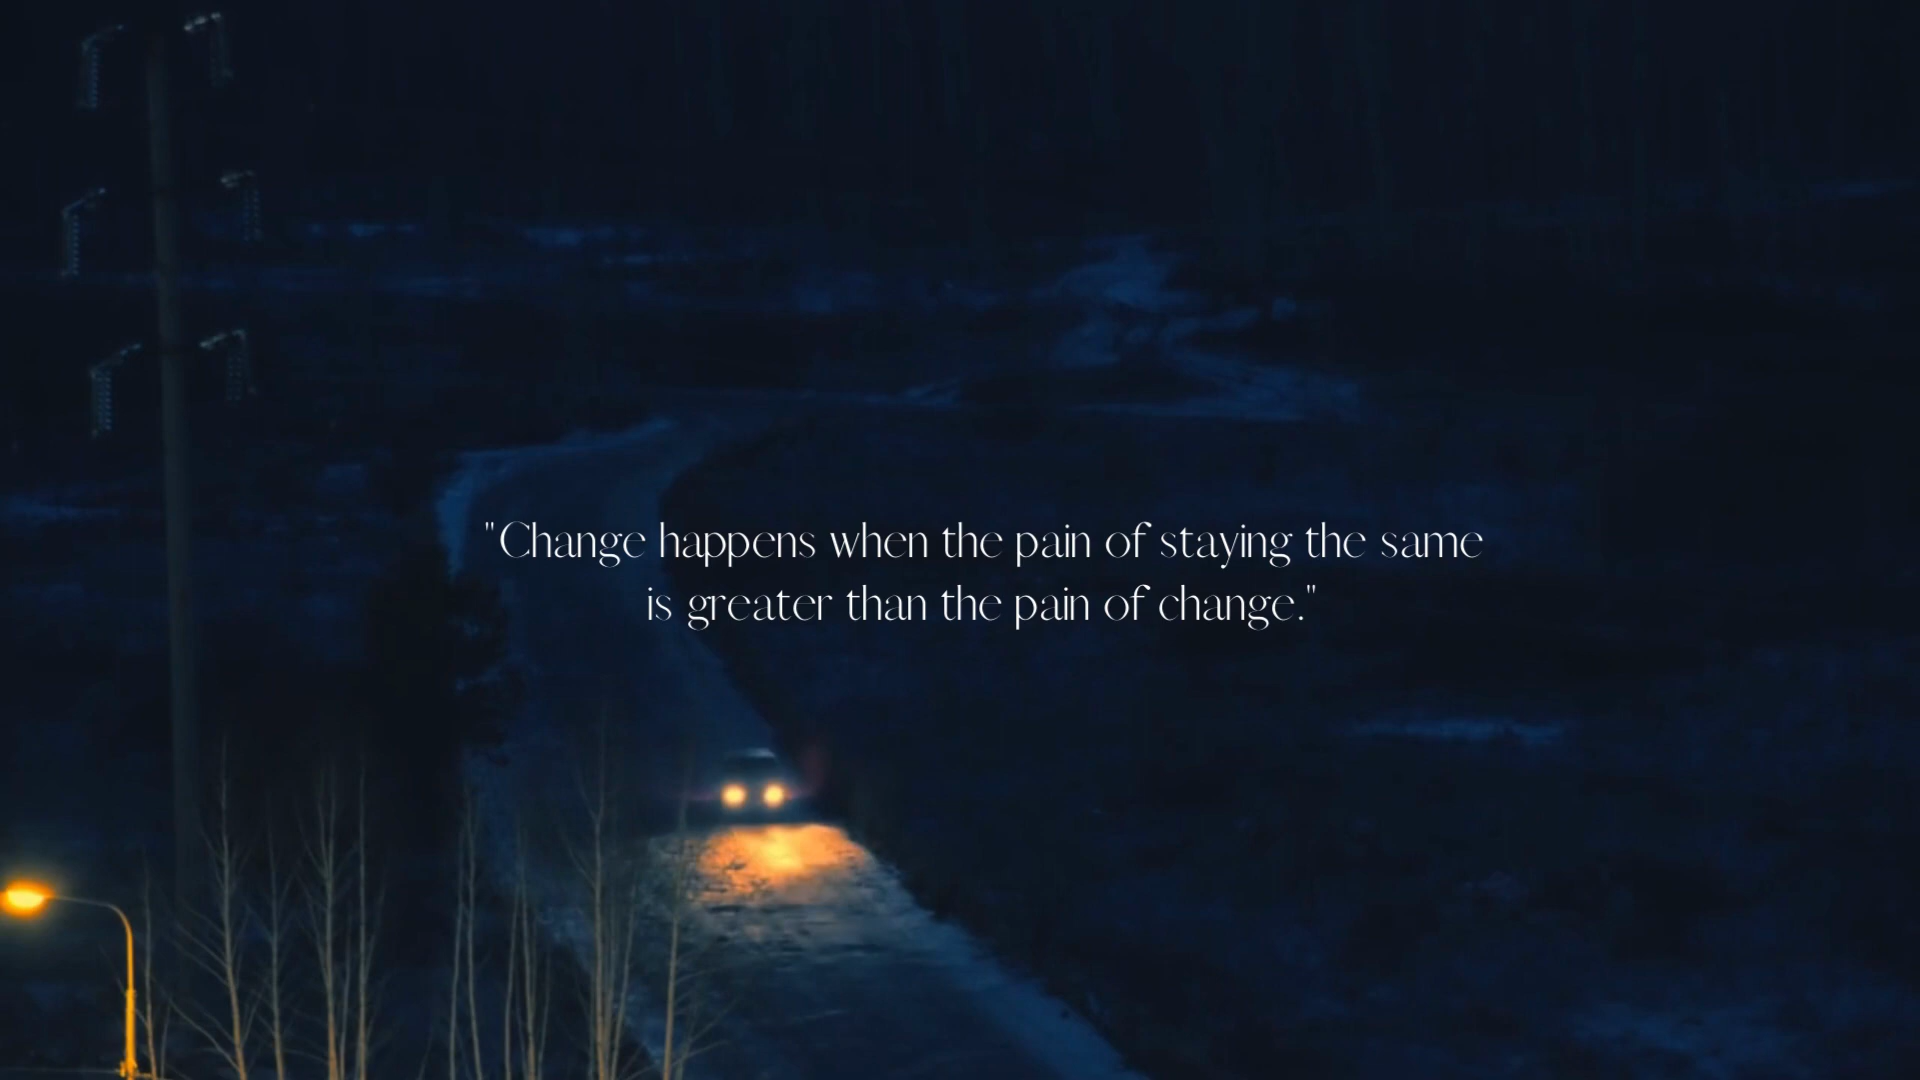 "Change happens when the pain of staying the same
is greater than the pain of change."